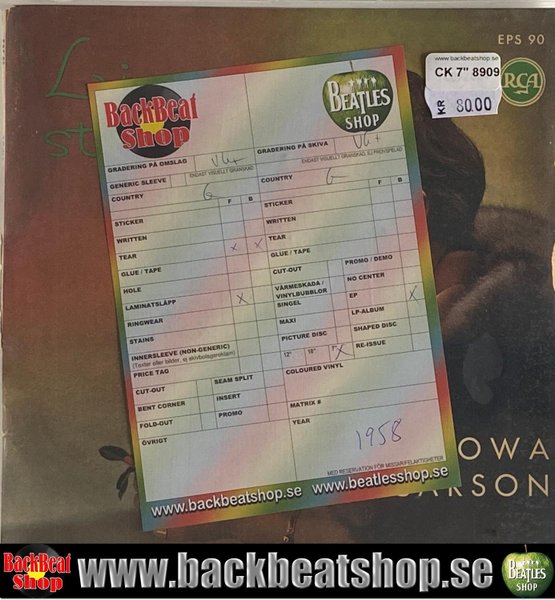 EPS 90
www.backbeatshop.se
CK 7" 8909
KR 80.00
RCA
BackBeat
Shop
BEATLES
SHOP
GRADERING PÅ OMSLAG VG+
GENERIC SLEEVE
ENDAST VISUELLT GRANSKAD
COUNTRY G
F B
STICKER
WRITTEN
TEAR X X
GLUE / TAPE
HOLE
LAMINATSLÄPP X
RINGWEAR
STAINS
INNERSLEEVE (NON-GENERIC)
(Texter eller bilder, ej skivbolagsreklam)
PRICE TAG
CUT-OUT
BEAM SPLIT
BENT CORNER
INSERT
FOLD-OUT
PROMO
ÖVRIGT
GRADERING PÅ SKIVA VG+
ENDAST VISUELLT GRANSKAD, EJ PROVSPELAD
COUNTRY G
F B
STICKER
WRITTEN
TEAR
GLUE / TAPE
CUT-OUT
PROMO / DEMO
VÄRMESKADA /
VINYLBUBBLOR
NO CENTER
SINGEL
EP X
MAXI
LP-ALBUM
PICTURE DISC
SHAPED DISC
12" 10" 7" X
RE-ISSUE
COLOURED VINYL
MATRIX #
YEAR
1958
MED RESERVATION FÖR MISSTAR/FELAKTIGHETER
www.backbeatshop.se www.beatlesshop.se
OWA
ARSON
BackBeat
Shop
www.backbeatshop.se
BEATLES
SHOP